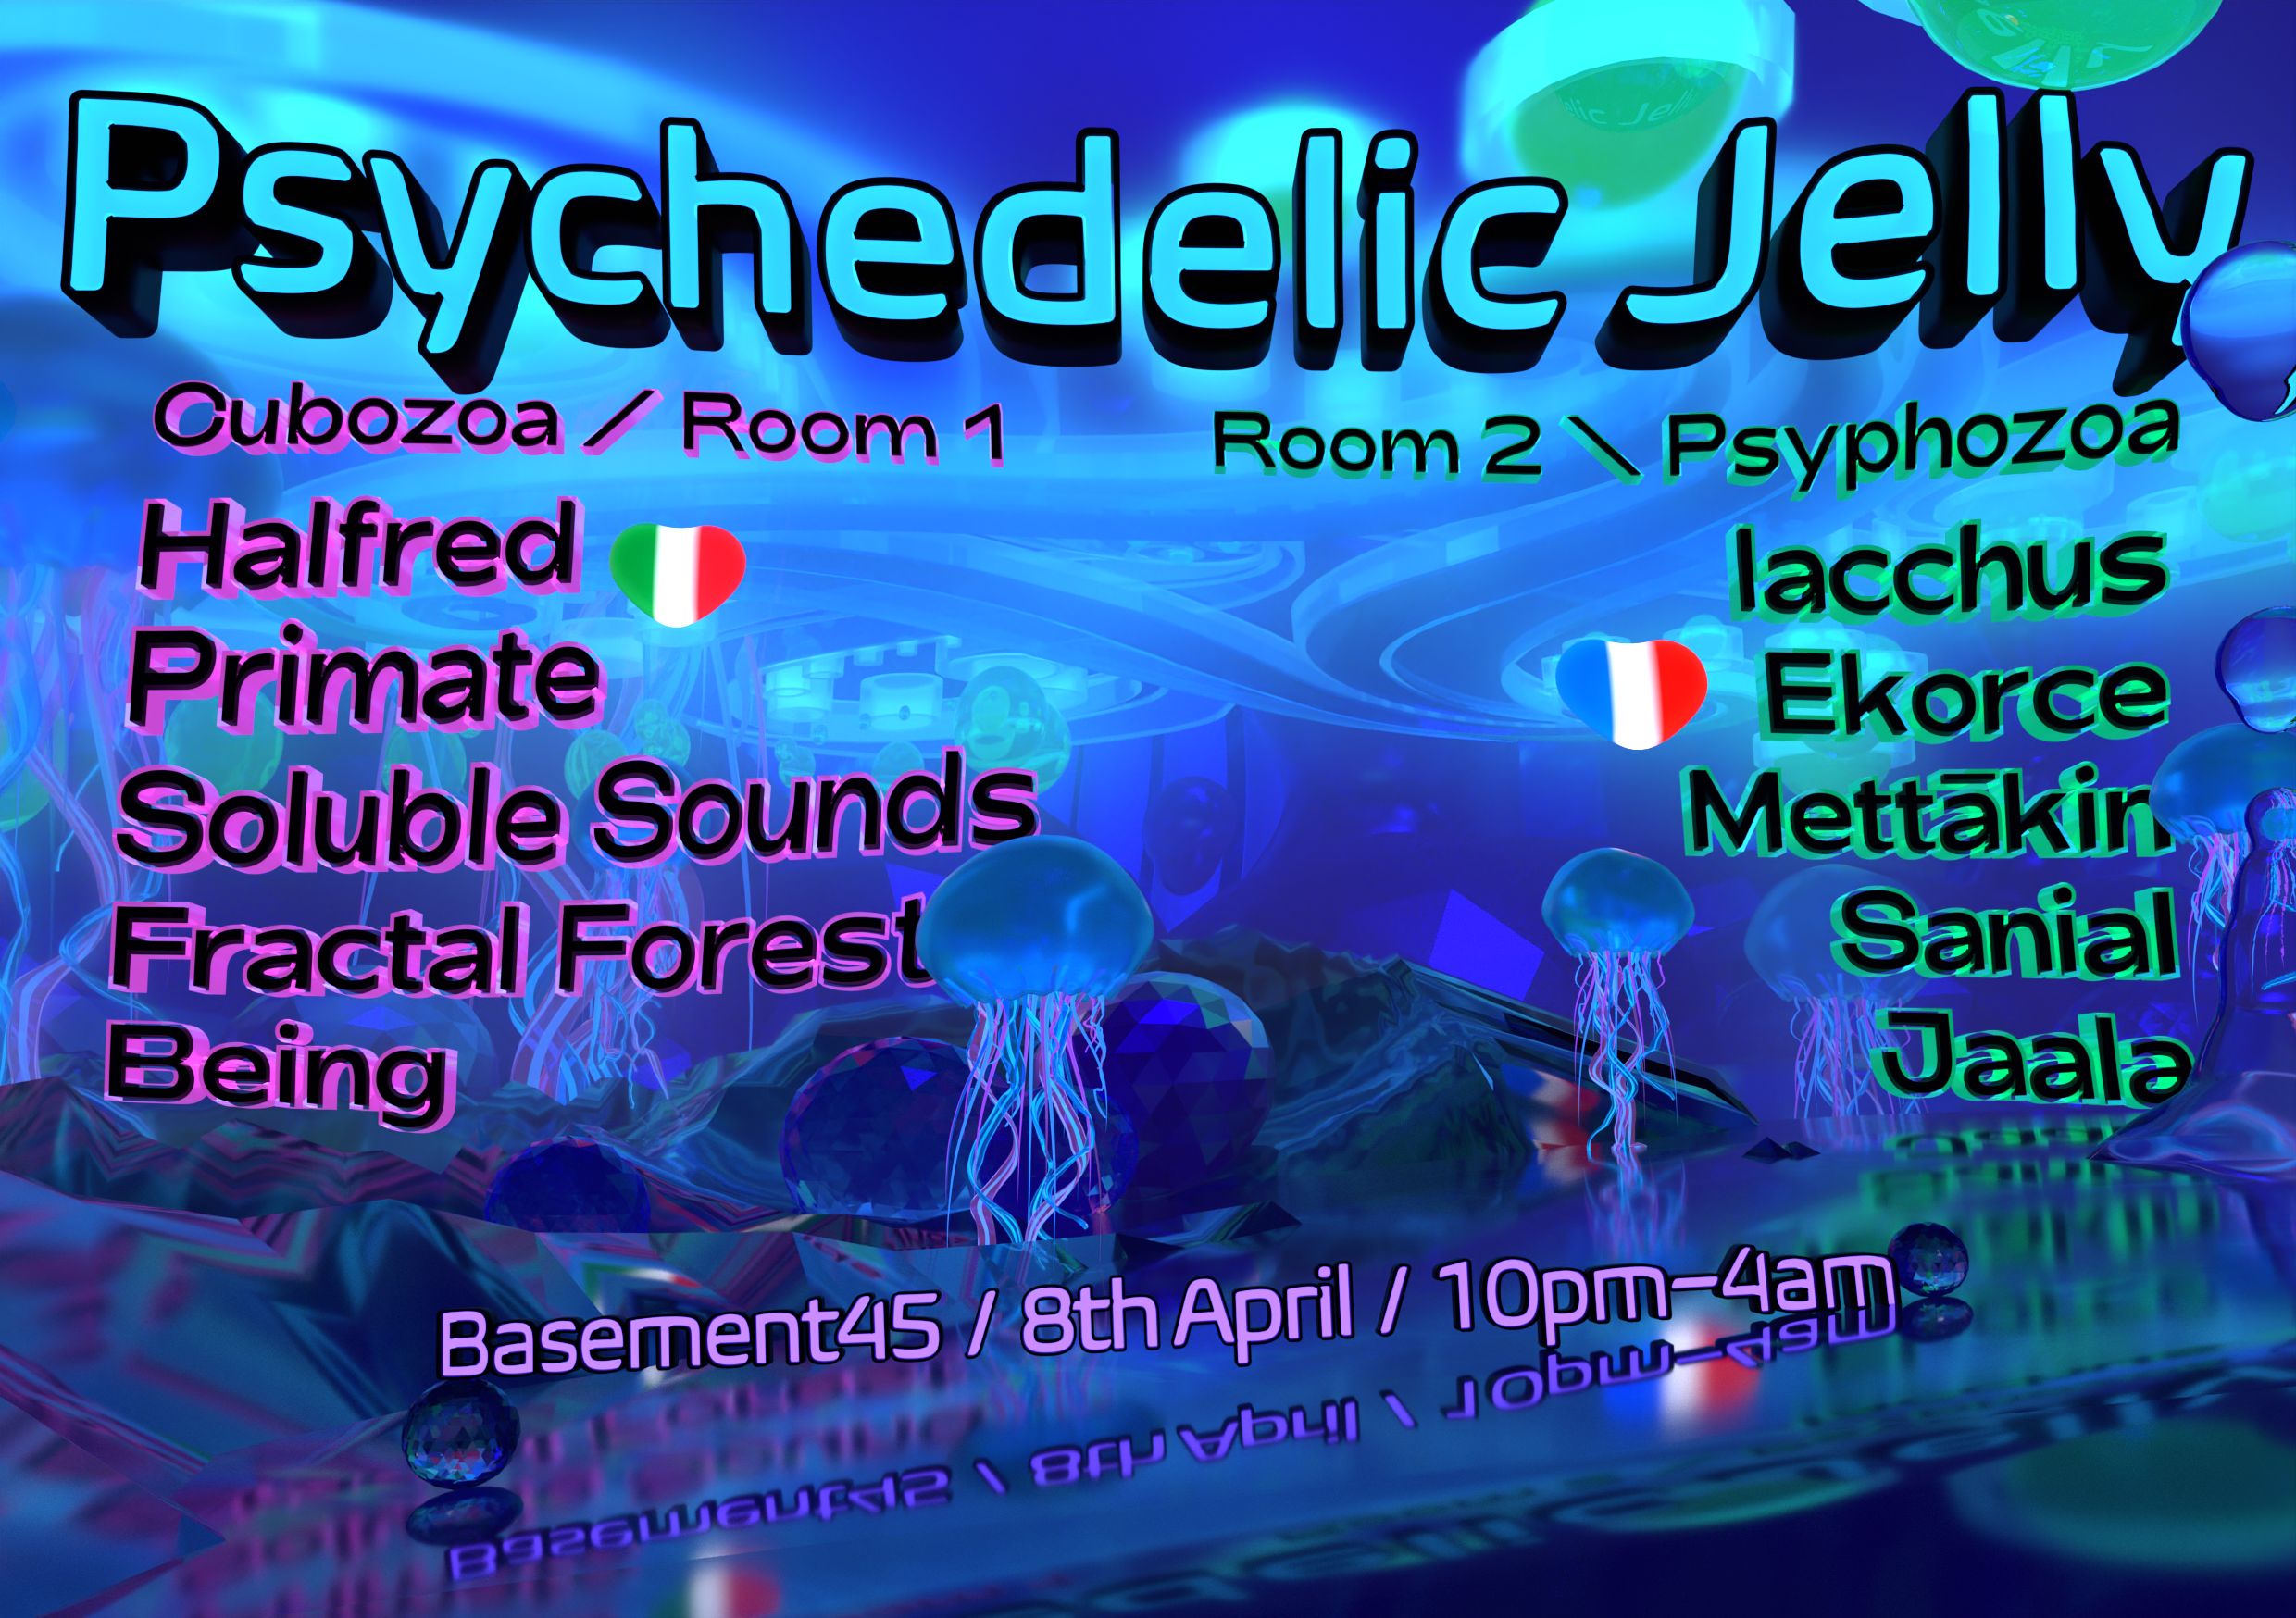 Psychedelic Jelly
Cubozoa / Room 1
Halfred
Primate
Soluble Sounds
Fractal Forest
Being
Room 2 \ Psyphozoa
Iacchus
Ekorce
Mettākin
Sanial
Jaala
Basement45 / 8th April / 10pm-4am